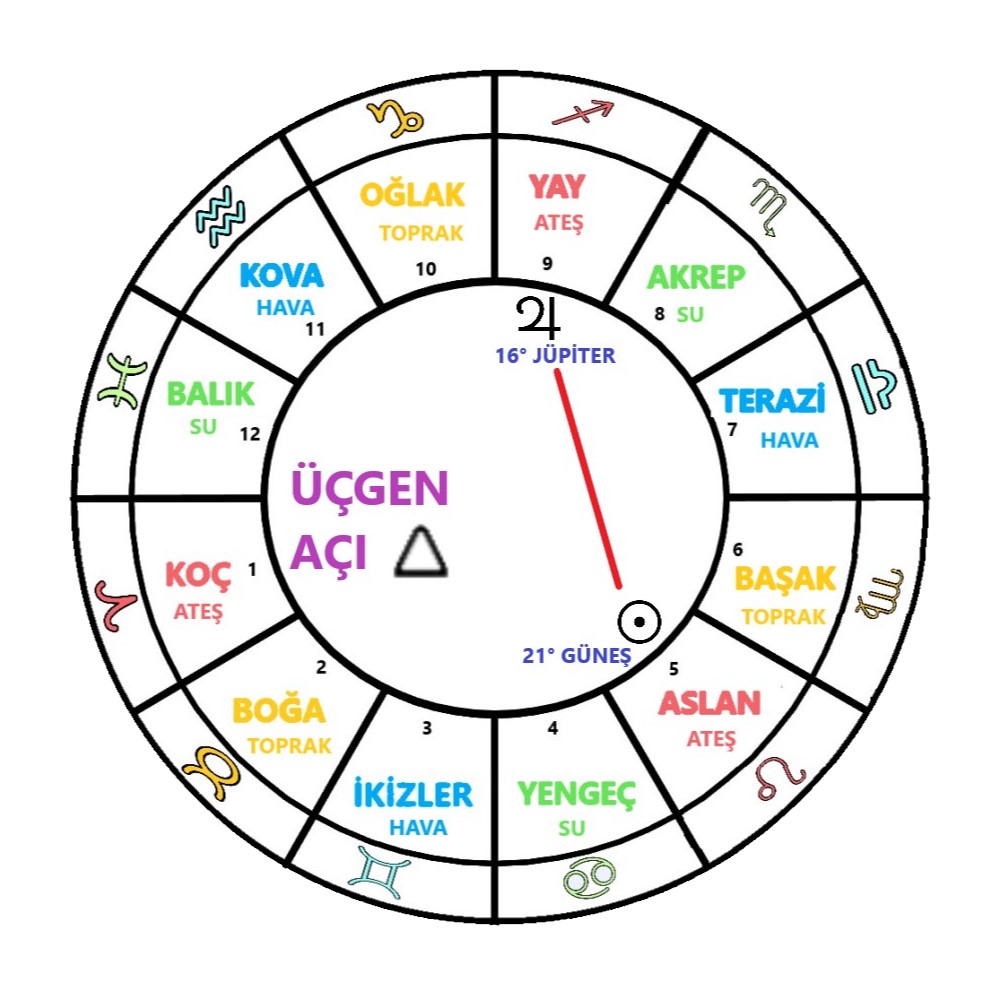 OĞLAK
TOPRAK
10
YAY
ATEŞ
9
KOVA
HAVA
11
AKREP
8 SU
BALIK
SU 12
TERAZİ
7 HAVA
16° JÜPİTER
ÜÇGEN
AÇI
KOÇ 1
ATEŞ
6
BAŞAK
TOPRAK
21° GÜNEŞ
2
BOĞA
TOPRAK
5
ASLAN
ATEŞ
3
İKİZLER
HAVA
4
YENGEÇ
SU